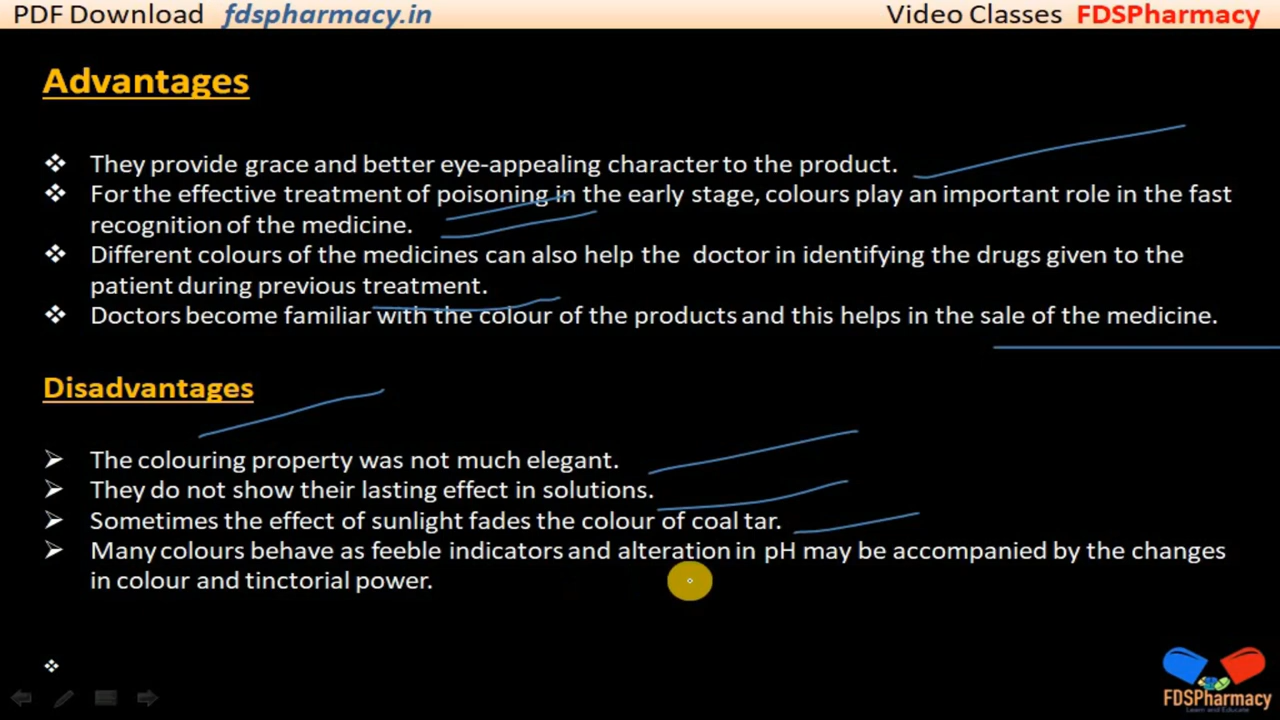 PDF Download fdspharmacy.in
Video Classes FDSPharmacy
Advantages
❖ They provide grace and better eye-appealing character to the product.
❖ For the effective treatment of poisoning in the early stage, colours play an important role in the fast
recognition of the medicine.
❖ Different colours of the medicines can also help the doctor in identifying the drugs given to the
patient during previous treatment.
❖ Doctors become familiar with the colour of the products and this helps in the sale of the medicine.
Disadvantages
➢ The colouring property was not much elegant.
➢ They do not show their lasting effect in solutions.
➢ Sometimes the effect of sunlight fades the colour of coal tar.
➢ Many colours behave as feeble indicators and alteration in pH may be accompanied by the changes
in colour and tinctorial power.
❖
FDSPharmacy
Learn and Educate